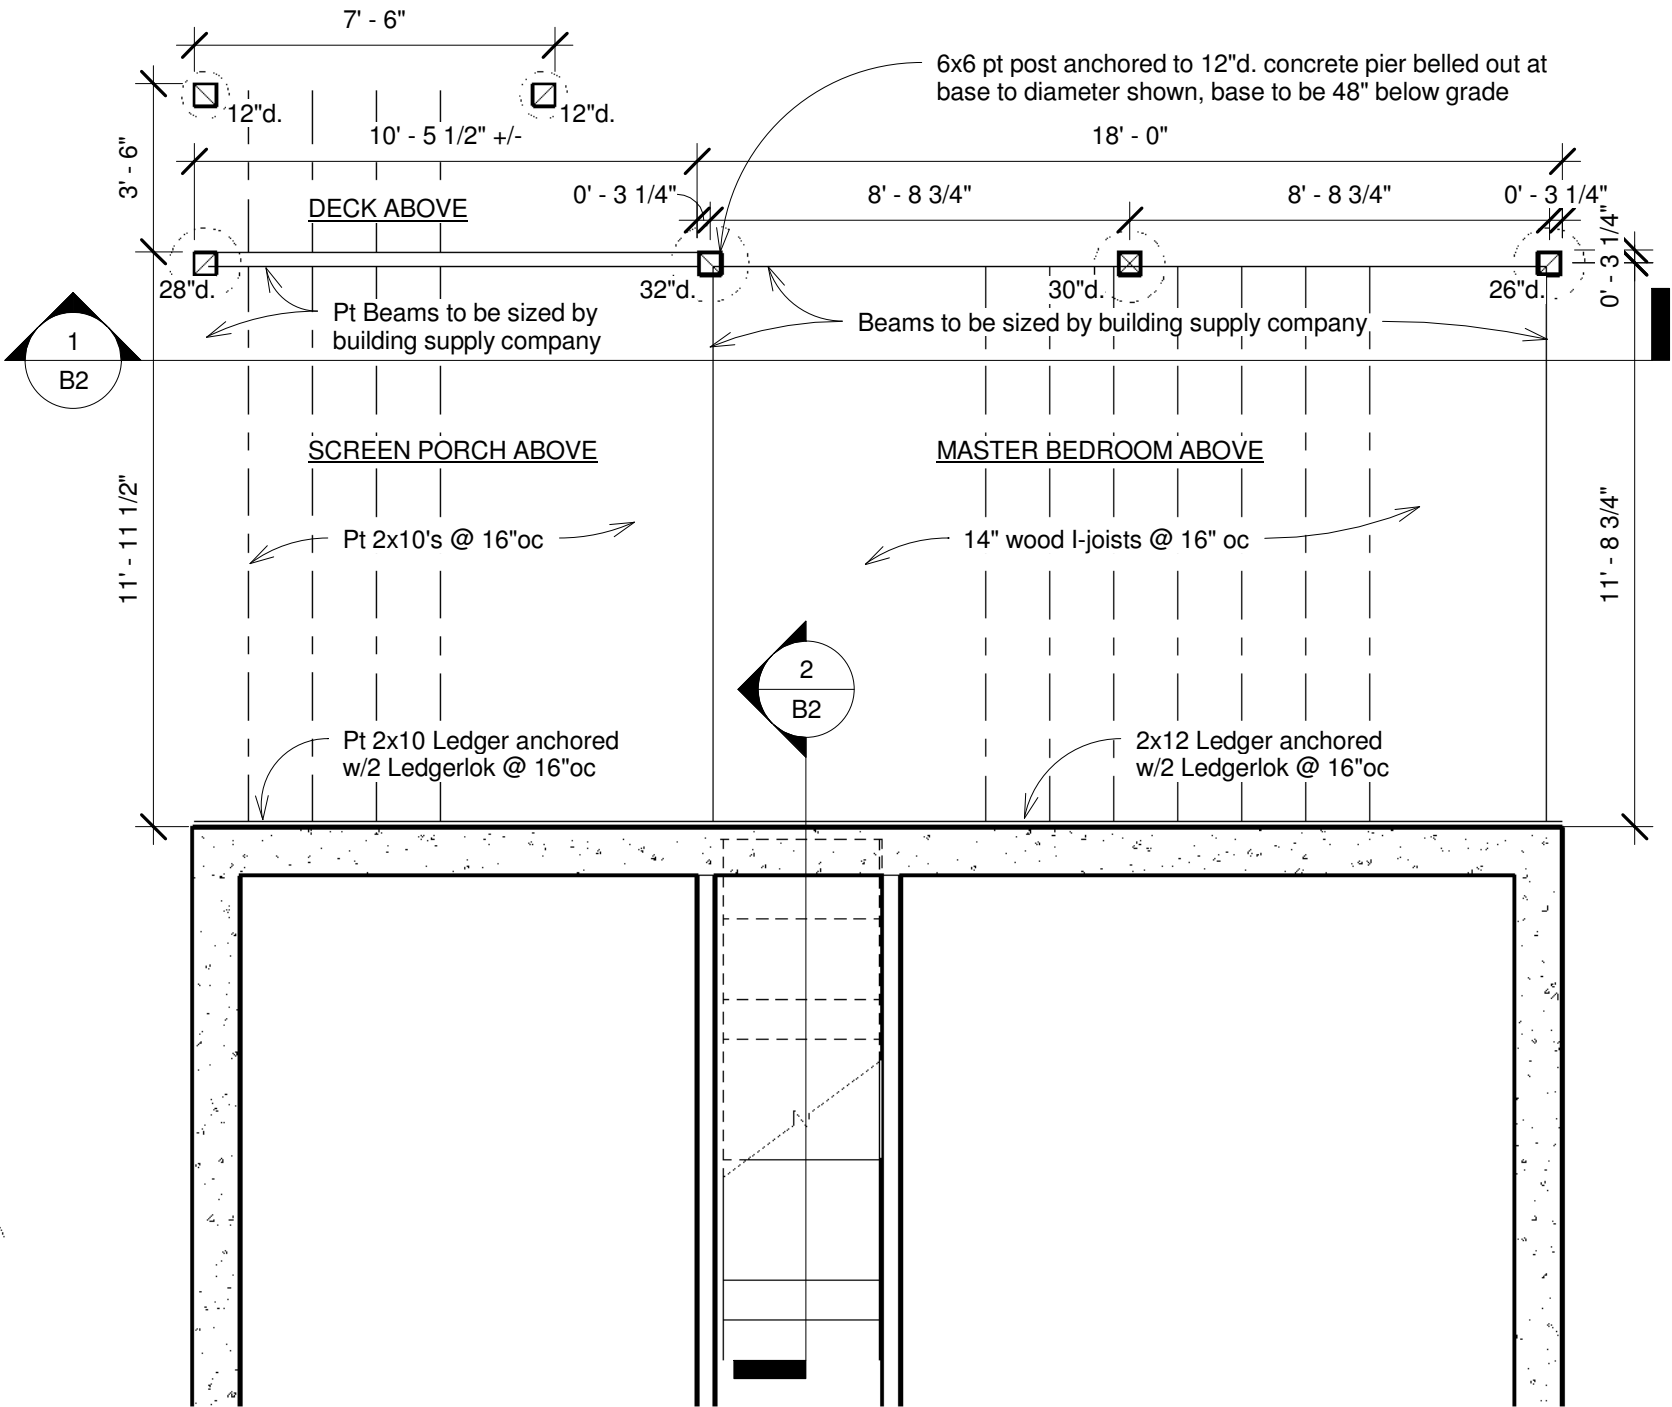 7' - 6"
6x6 pt post anchored to 12"d. concrete pier belled out at
base to diameter shown, base to be 48" below grade
12"d.
12"d.
10' - 5 1/2" +/-
18' - 0"
3' - 6"
0' - 3 1/4"
8' - 8 3/4"
8' - 8 3/4"
0' - 3 1/4"
DECK ABOVE
0' - 3 1/4"
28"d.
32"d.
30"d.
26"d.
Pt Beams to be sized by
building supply company
Beams to be sized by building supply company
1
B2
SCREEN PORCH ABOVE
MASTER BEDROOM ABOVE
11' - 11 1/2"
11' - 8 3/4"
Pt 2x10's @ 16"oc
14" wood I-joists @ 16" oc
2
B2
Pt 2x10 Ledger anchored
w/2 Ledgerlok @ 16"oc
2x12 Ledger anchored
w/2 Ledgerlok @ 16"oc